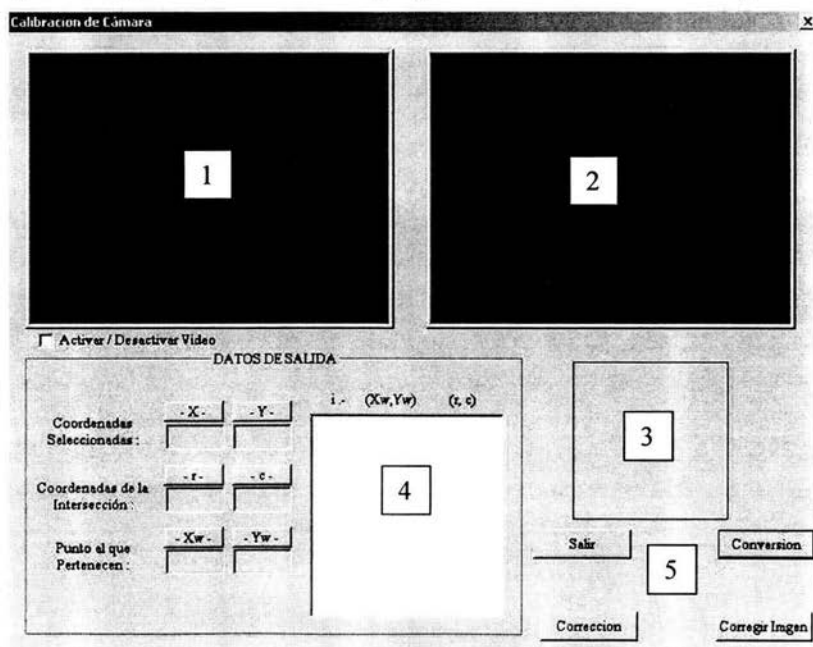 Calibracion de Cámara x
1
2
Activar / Desactivar Video
DATOS DE SALIDA
i.- (Xw,Yw) (r, c)
- X - - Y -
Coordenadas
Seleccionadas :
- r - - c -
Coordenadas de la
Intersección :
- Xw - - Yw -
Punto al que
Pertenecen :
4
3
Salir
Conversion
5
Correccion
Corregir Imgen